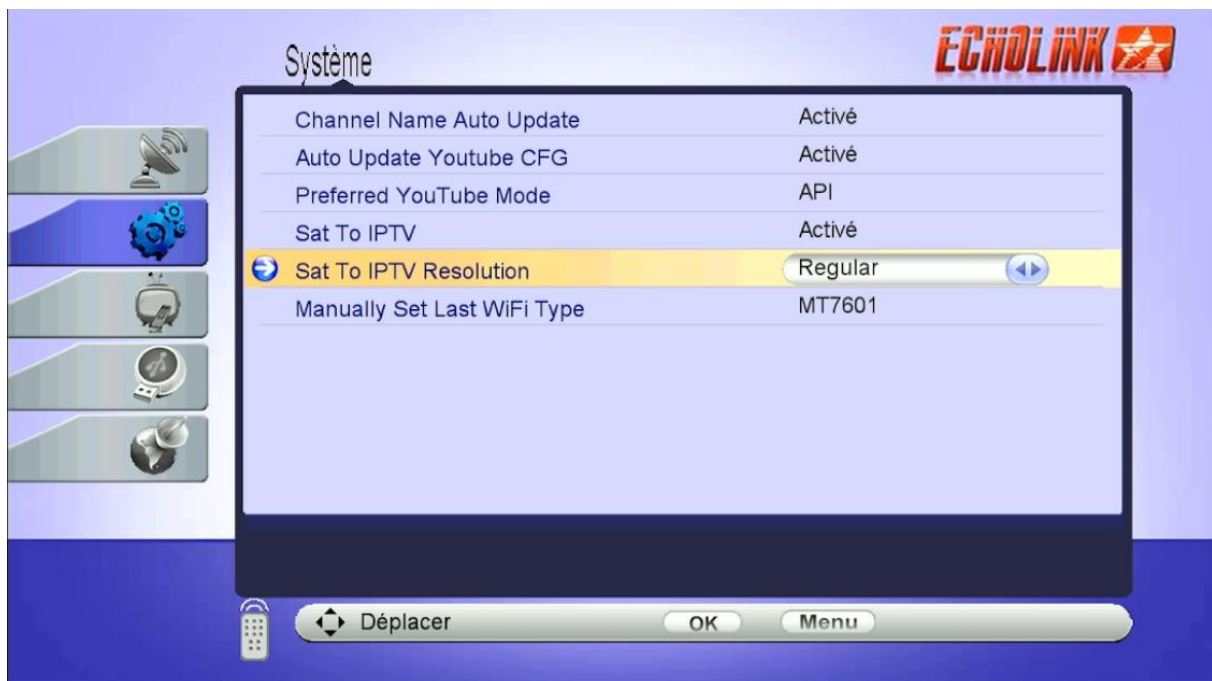 Système
ECHOLINK
Channel Name Auto Update Activé
Auto Update Youtube CFG Activé
Preferred YouTube Mode API
Sat To IPTV Activé
Sat To IPTV Resolution Regular
Manually Set Last WiFi Type MT7601
Déplacer OK Menu